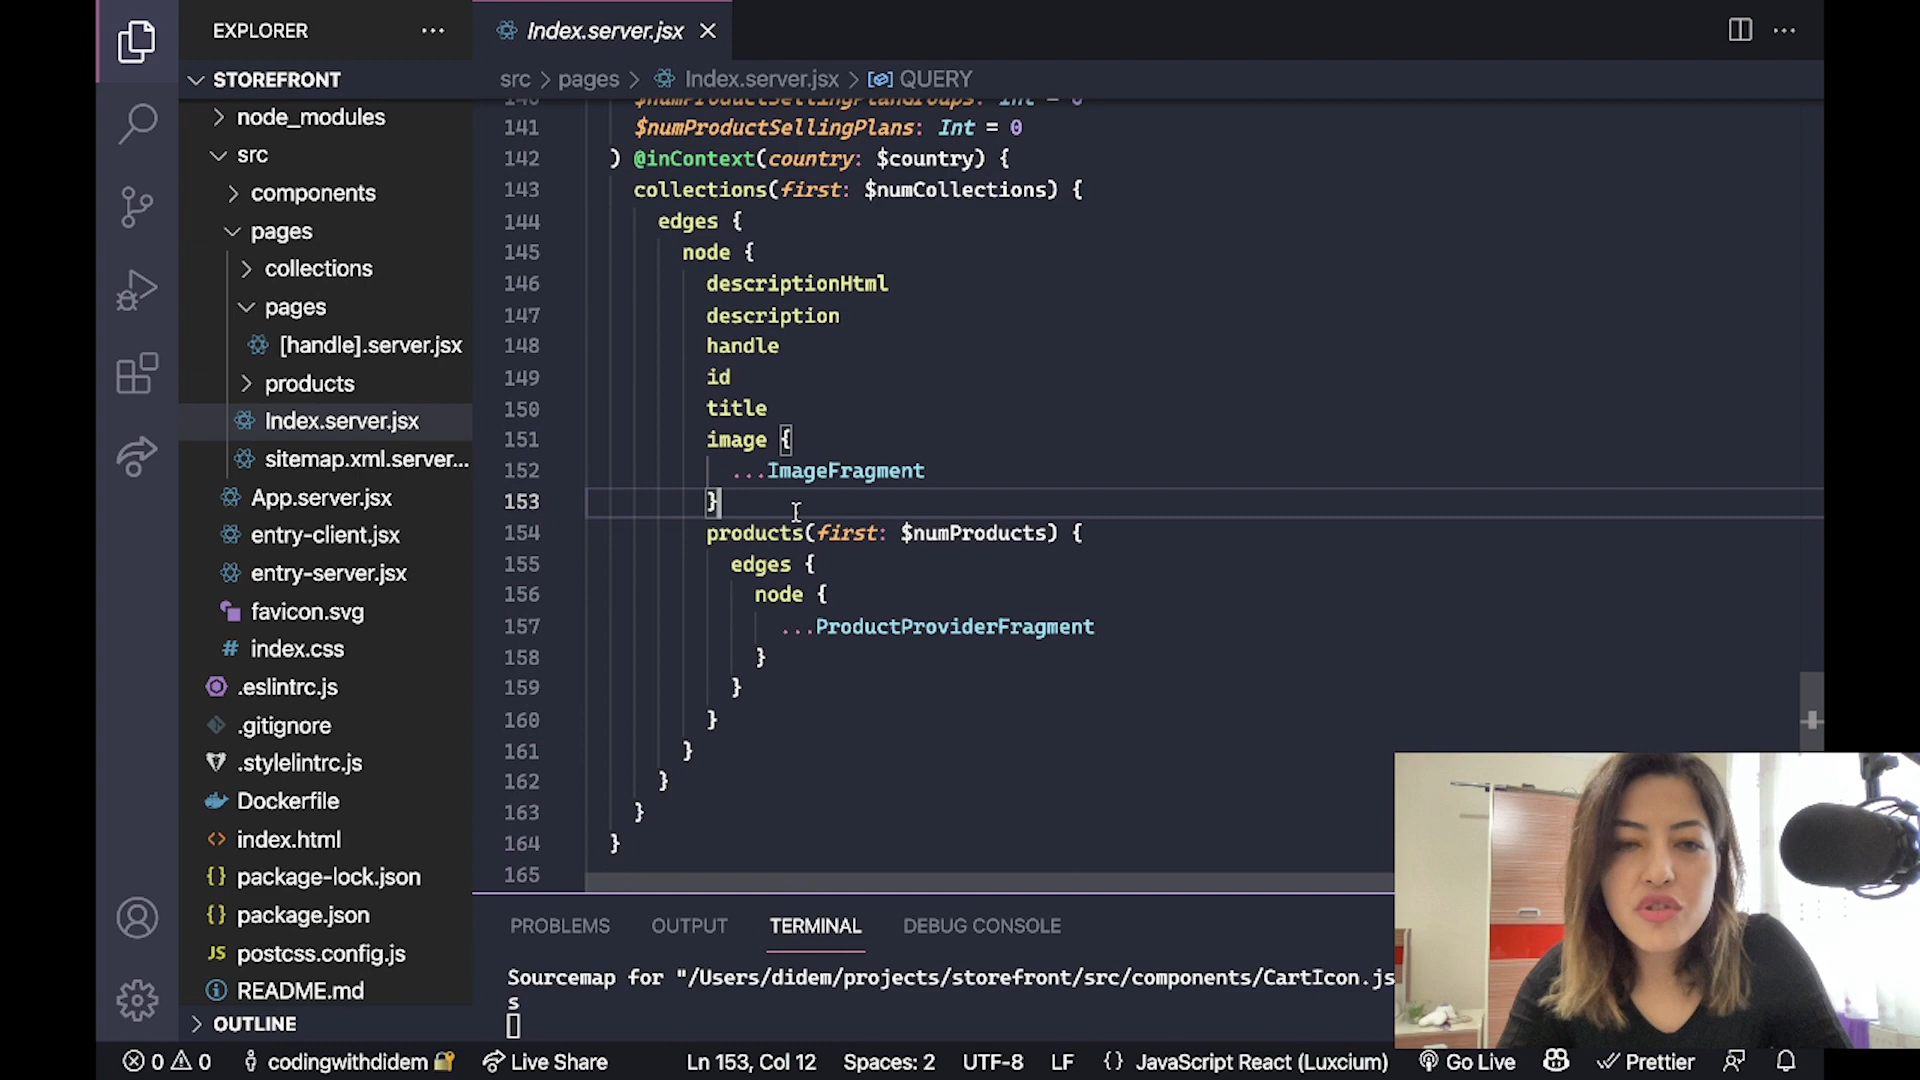 EXPLORER
STOREFRONT
node_modules
src
components
pages
collections
pages
[handle].server.jsx
products
Index.server.jsx
sitemap.xml.server...
App.server.jsx
entry-client.jsx
entry-server.jsx
favicon.svg
# index.css
.eslintrc.js
.gitignore
.stylelintrc.js
Dockerfile
<> index.html
{} package-lock.json
{} package.json
JS postcss.config.js
README.md
OUTLINE
Index.server.jsx
src > pages > Index.server.jsx > QUERY
140 $numProductSellingPlanGroups: Int = 0
141 $numProductSellingPlans: Int = 0
142 ) @inContext(country: $country) {
143 collections(first: $numCollections) {
144 edges {
145 node {
146 descriptionHtml
147 description
148 handle
149 id
150 title
151 image {
152 ...ImageFragment
153 }
154 products(first: $numProducts) {
155 edges {
156 node {
157 ...ProductProviderFragment
158 }
159 }
160 }
161 }
162 }
163 }
164 }
165
PROBLEMS OUTPUT TERMINAL DEBUG CONSOLE
Sourcemap for "/Users/didem/projects/storefront/src/components/CartIcon.js
s
0 0 codingwithdidem Live Share Ln 153, Col 12 Spaces: 2 UTF-8 LF {} JavaScript React (Luxcium) Go Live Prettier